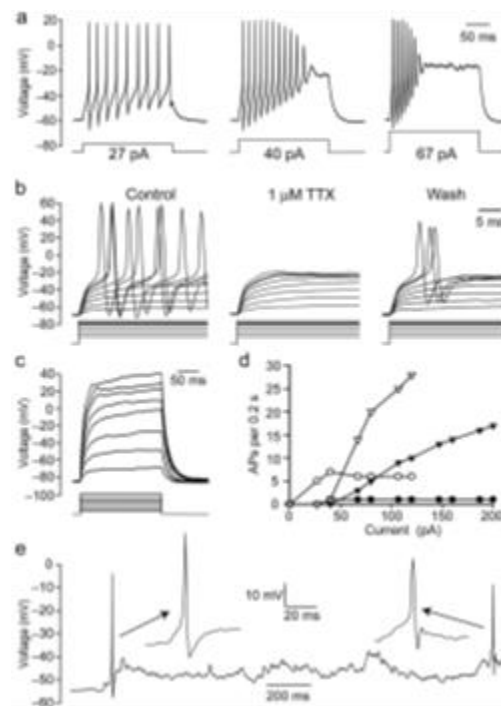 a
20
0
−20
−40
−60
−80
Voltage (mV)
50 ms
27 pA
40 pA
67 pA
b
Control
1 μM TTX
Wash
60
40
20
0
−20
−40
−60
−80
Voltage (mV)
5 ms
c
50 ms
40
20
0
−20
−40
−60
−80
−100
Voltage (mV)
d
30
25
20
15
10
5
0
APs per 0.2 s
0 50 100 150 200
Current (pA)
e
0
−10
−20
−30
−40
−50
−60
Voltage (mV)
10 mV
20 ms
200 ms